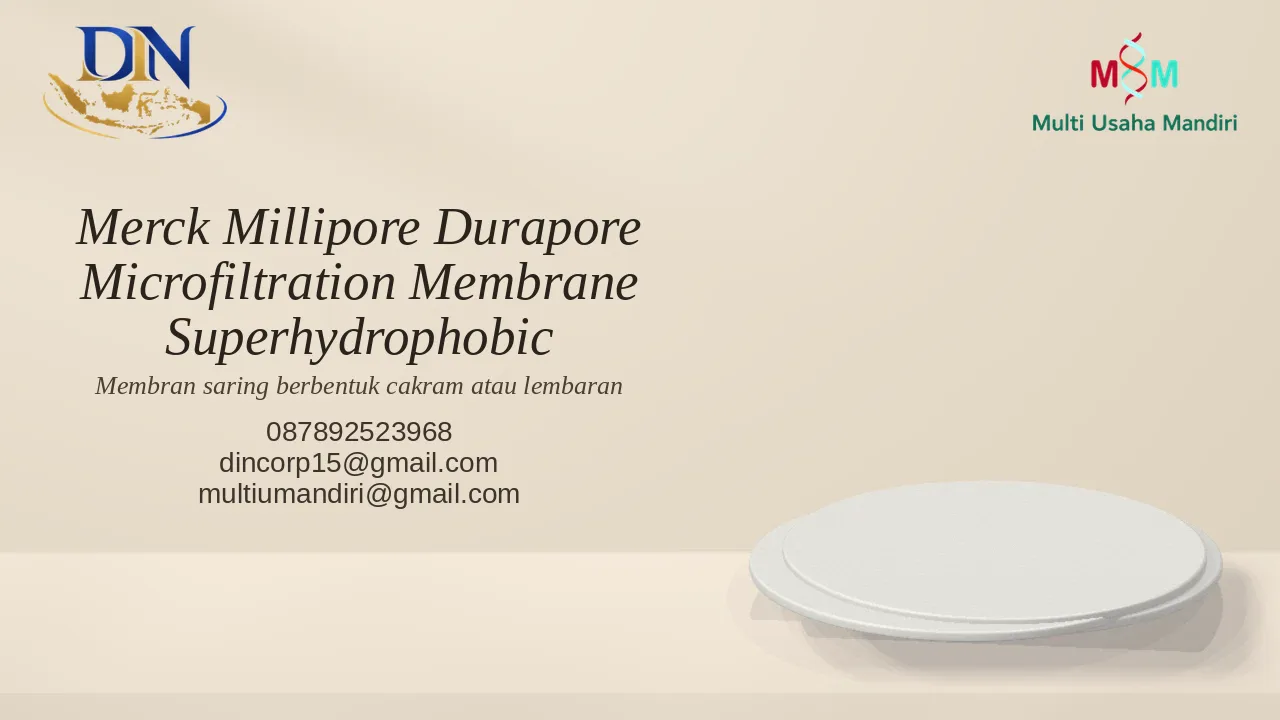 DIN
MSM
Multi Usaha Mandiri
Merck Millipore Durapore
Microfiltration Membrane
Superhydrophobic
Membran saring berbentuk cakram atau lembaran
087892523968
dincorp15@gmail.com
multiumandiri@gmail.com